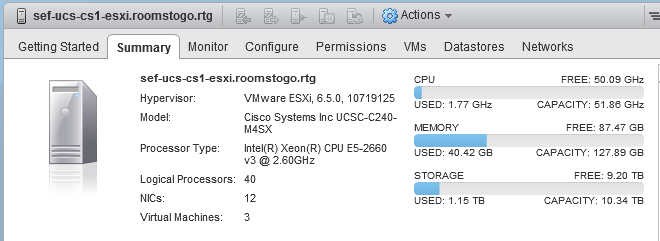 sef-ucs-cs1-esxi.roomstogo.rtg Actions
Getting Started Summary Monitor Configure Permissions VMs Datastores Networks
sef-ucs-cs1-esxi.roomstogo.rtg
Hypervisor: VMware ESXi, 6.5.0, 10719125
Model: Cisco Systems Inc UCSC-C240-
M4SX
Processor Type: Intel(R) Xeon(R) CPU E5-2660
v3 @ 2.60GHz
Logical Processors: 40
NICs: 12
Virtual Machines: 3
CPU FREE: 50.09 GHz
USED: 1.77 GHz CAPACITY: 51.86 GHz
MEMORY FREE: 87.47 GB
USED: 40.42 GB CAPACITY: 127.89 GB
STORAGE FREE: 9.20 TB
USED: 1.15 TB CAPACITY: 10.34 TB